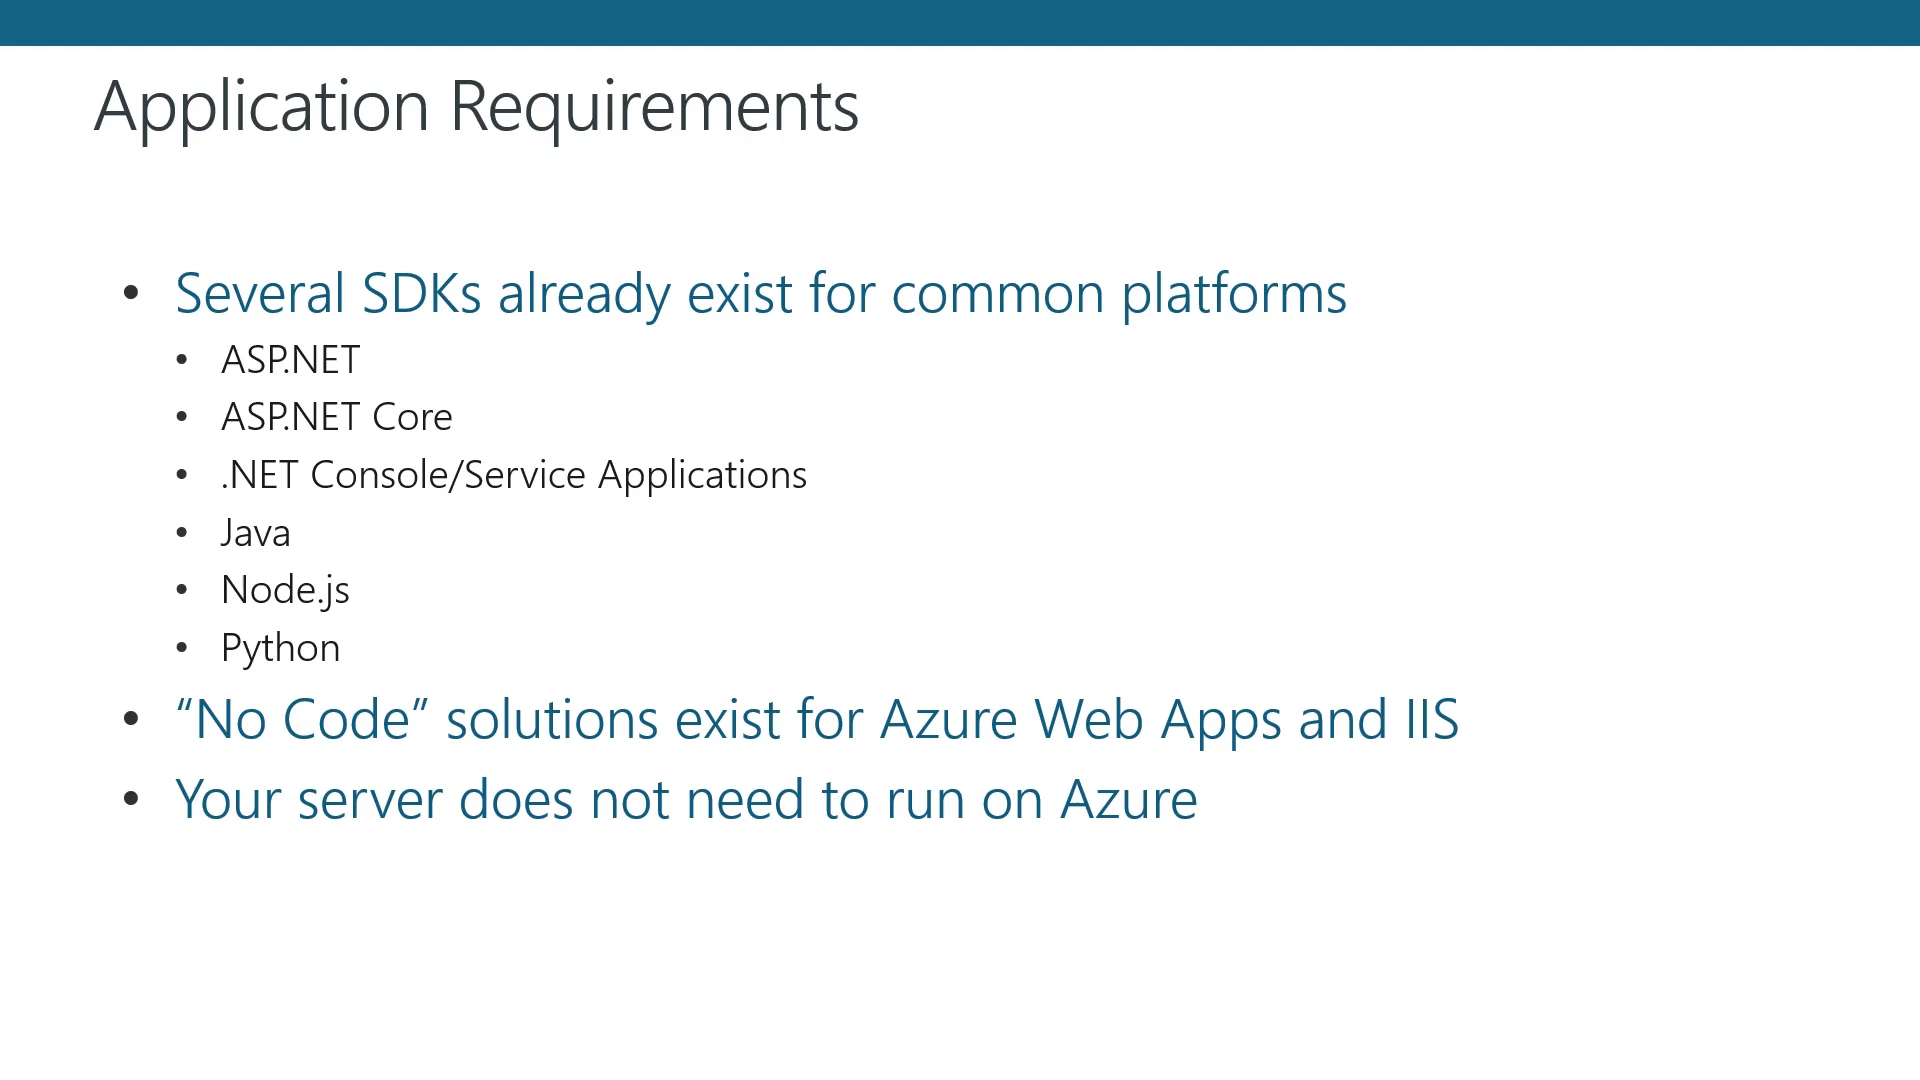 Application Requirements
• Several SDKs already exist for common platforms
• ASP.NET
• ASP.NET Core
• .NET Console/Service Applications
• Java
• Node.js
• Python
• “No Code” solutions exist for Azure Web Apps and IIS
• Your server does not need to run on Azure